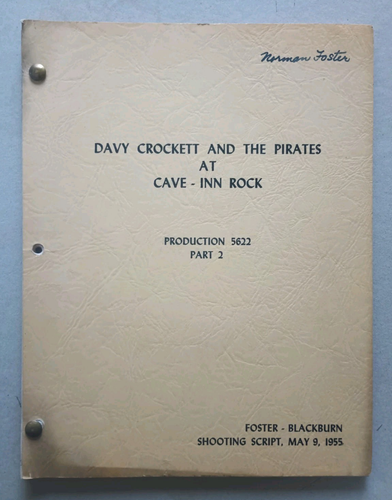 Norman Foster
DAVY CROCKETT AND THE PIRATES
AT
CAVE - INN ROCK
PRODUCTION 5622
PART 2
FOSTER - BLACKBURN
SHOOTING SCRIPT, MAY 9, 1955